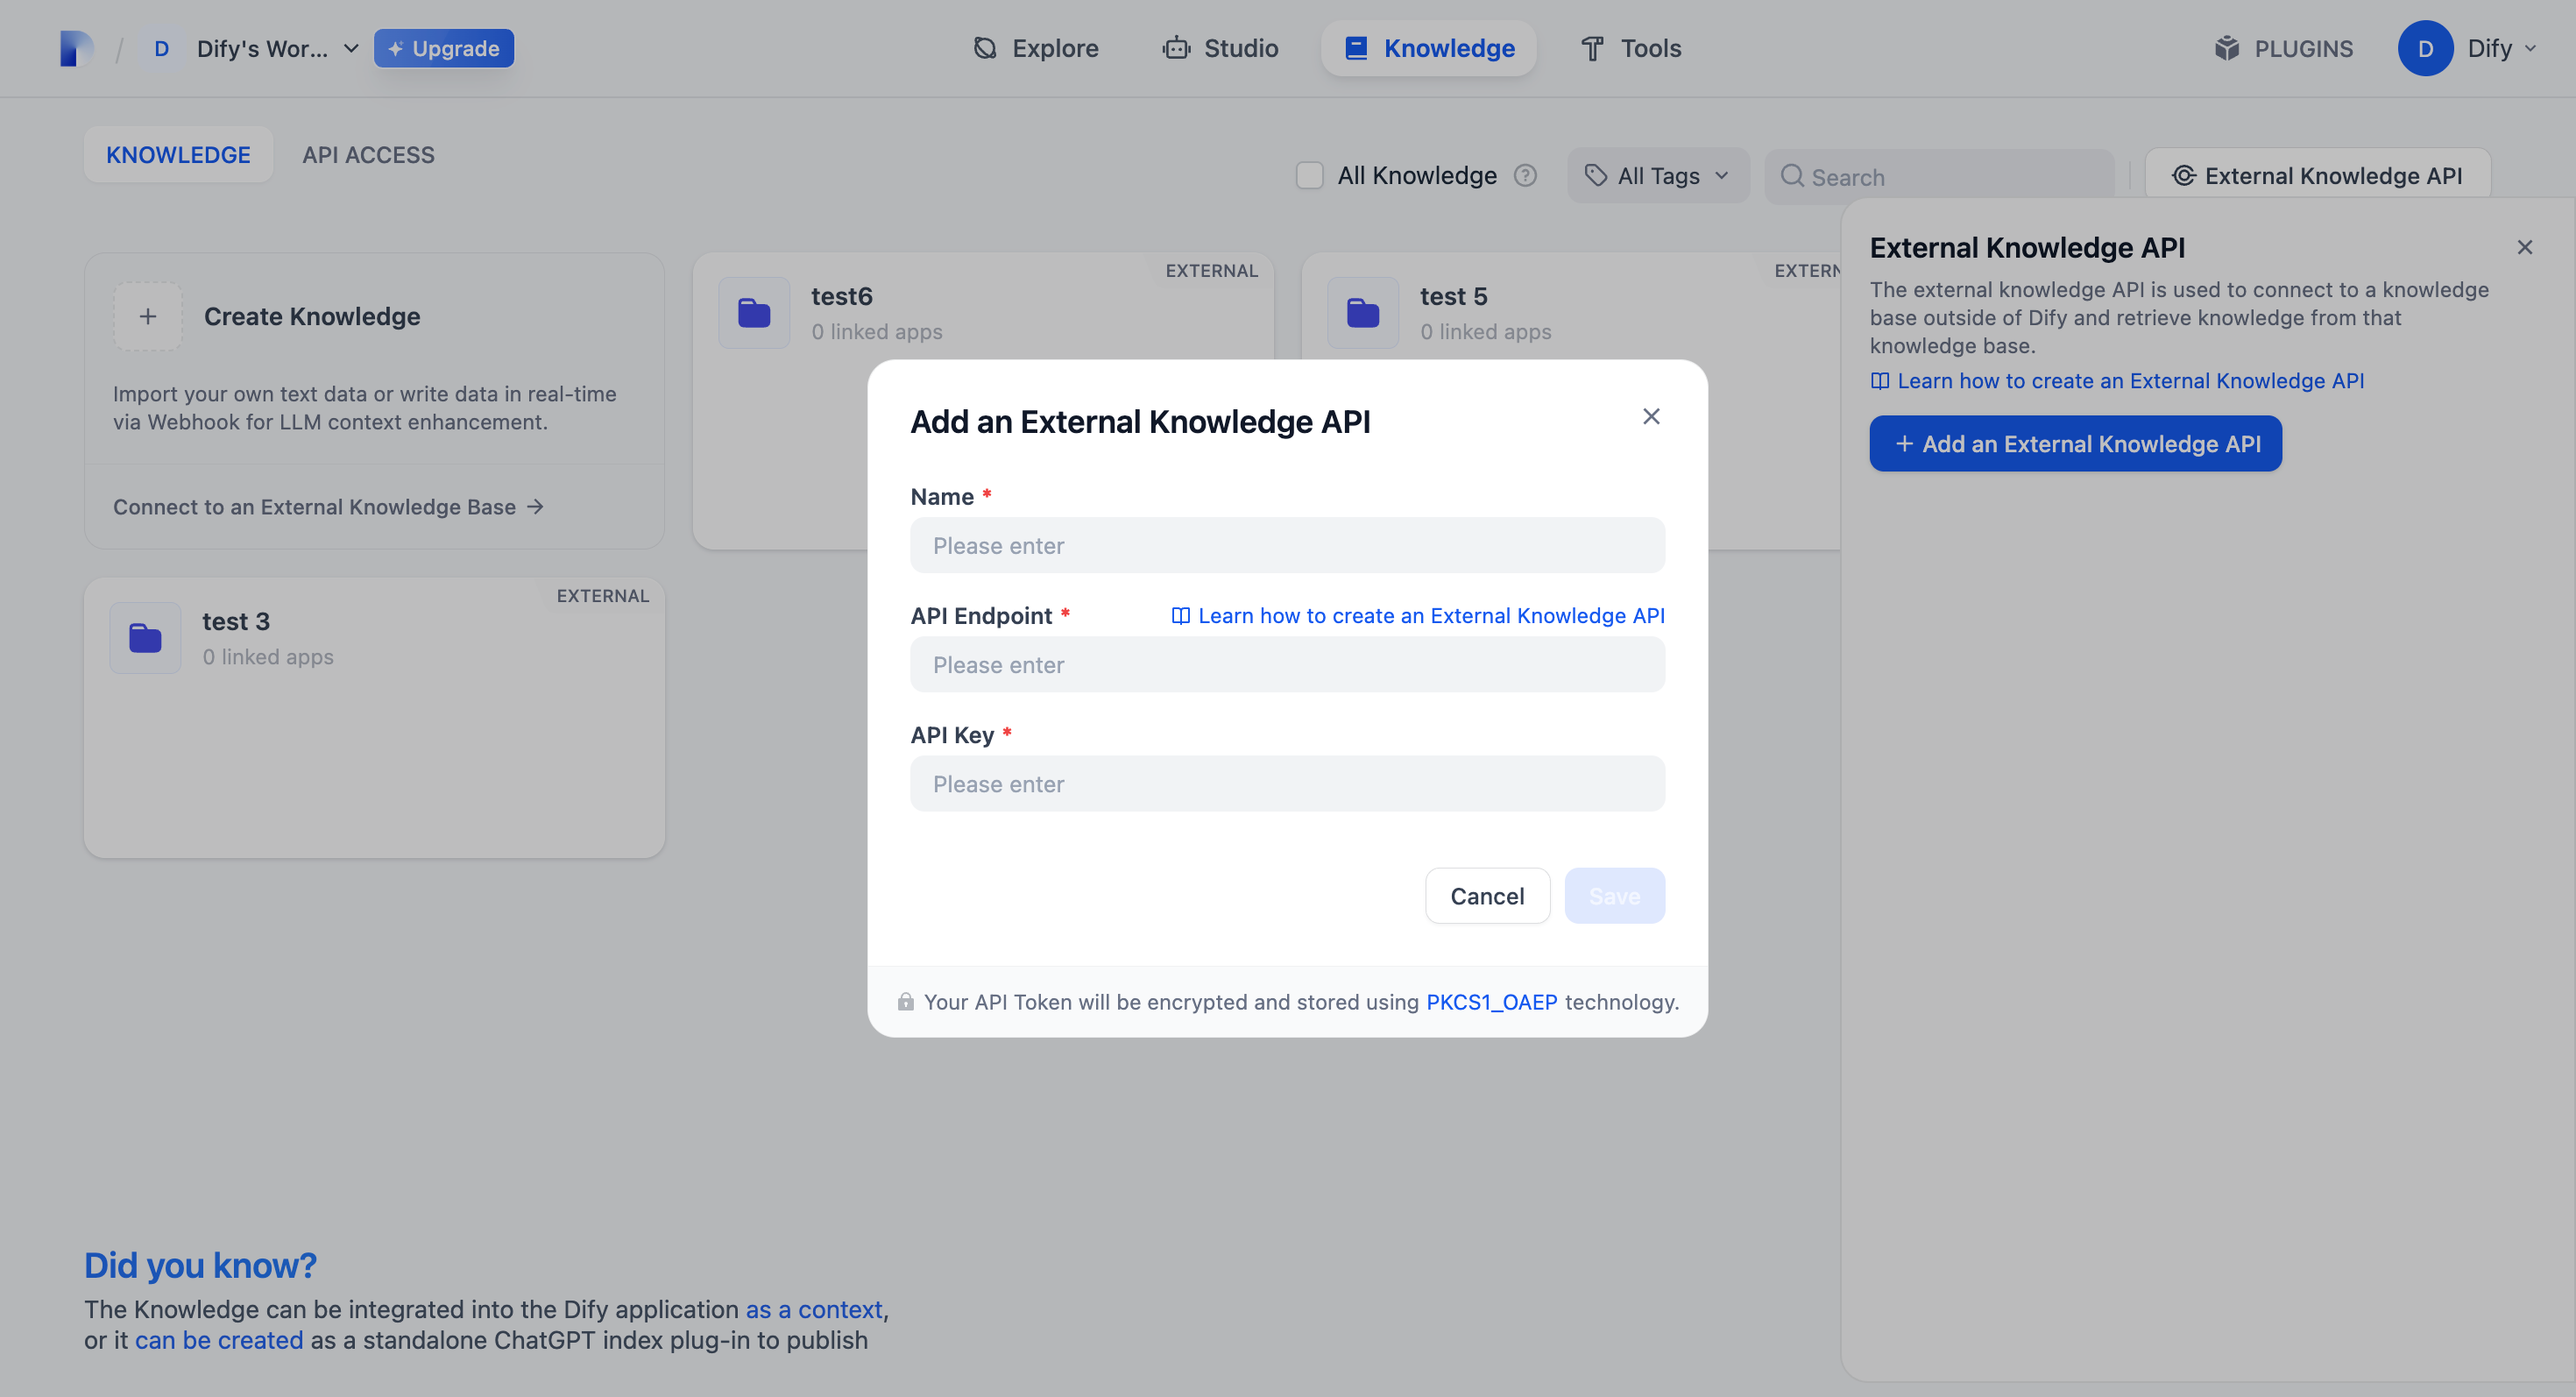 / D Dify's Wor... Upgrade
Explore Studio Knowledge Tools
PLUGINS D Dify
KNOWLEDGE API ACCESS
All Knowledge ? All Tags Search External Knowledge API
Create Knowledge
Import your own text data or write data in real-time
via Webhook for LLM context enhancement.
Connect to an External Knowledge Base →
EXTERNAL
test6
0 linked apps
EXTERN
test 5
0 linked apps
EXTERNAL
test 3
0 linked apps
External Knowledge API
The external knowledge API is used to connect to a knowledge
base outside of Dify and retrieve knowledge from that
knowledge base.
Learn how to create an External Knowledge API
+ Add an External Knowledge API
Add an External Knowledge API
Name *
Please enter
API Endpoint * Learn how to create an External Knowledge API
Please enter
API Key *
Please enter
Cancel Save
Your API Token will be encrypted and stored using PKCS1_OAEP technology.
Did you know?
The Knowledge can be integrated into the Dify application as a context,
or it can be created as a standalone ChatGPT index plug-in to publish